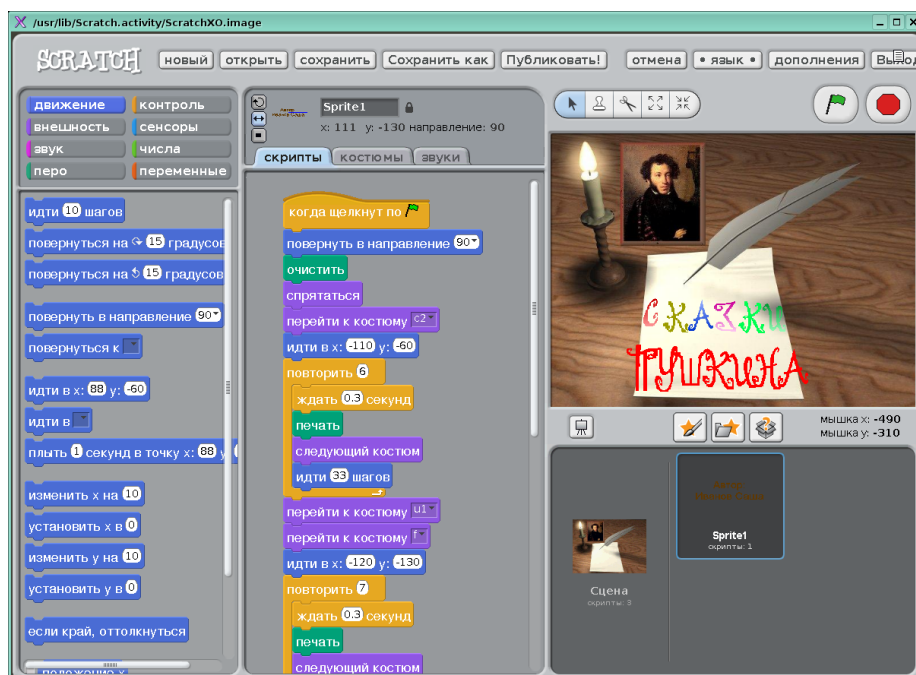 /usr/lib/Scratch.activity/ScratchXO.image
SCRATCH
новый
открыть
сохранить
Сохранить как
Публиковать!
отмена
• язык •
дополнения
движение
контроль
внешность
сенсоры
звук
числа
перо
переменные
Sprite1
x: 111 y: -130 направление: 90
скрипты
костюмы
звуки
идти 10 шагов
повернуться на 15 градусов
повернуться на 15 градусов
повернуть в направление 90
повернуться к
идти в x: 88 y: -60
идти в
плыть 1 секунд в точку x: 88 y
изменить x на 10
установить x в 0
изменить y на 10
установить y в 0
если край, оттолкнуться
положение x
когда щелкнут по
повернуть в направление 90
очистить
спрятаться
перейти к костюму c2
идти в x: -110 y: -60
повторить 6
ждать 0.3 секунд
печать
следующий костюм
идти 33 шагов
перейти к костюму u1
перейти к костюму f
идти в x: -120 y: -130
повторить 7
ждать 0.3 секунд
печать
следующий костюм
СКАЗКИ
ПУШКИНА
мышка x: -490
мышка y: -310
Sprite1
скрипты: 1
Сцена
скрипты: 3